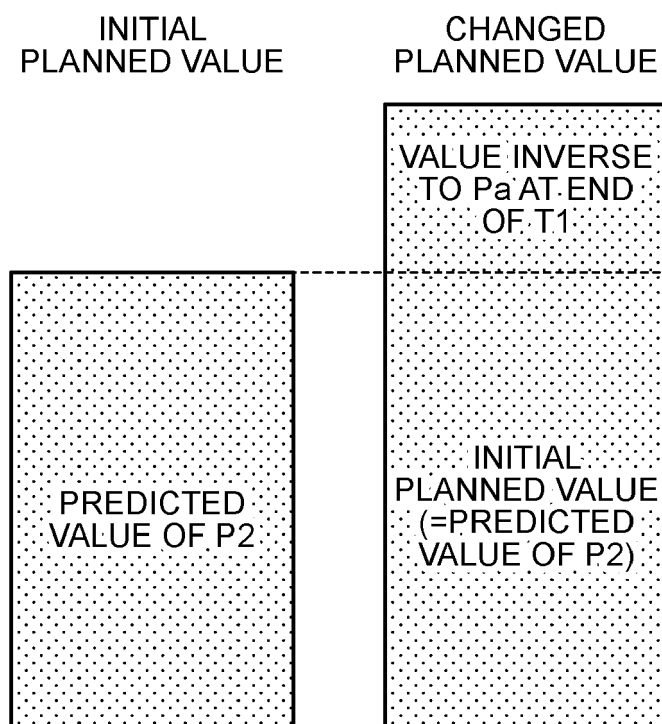 INITIAL
PLANNED VALUE
CHANGED
PLANNED VALUE
VALUE INVERSE
TO Pa AT END
OF T1
PREDICTED
VALUE OF P2
INITIAL
PLANNED VALUE
(=PREDICTED
VALUE OF P2)